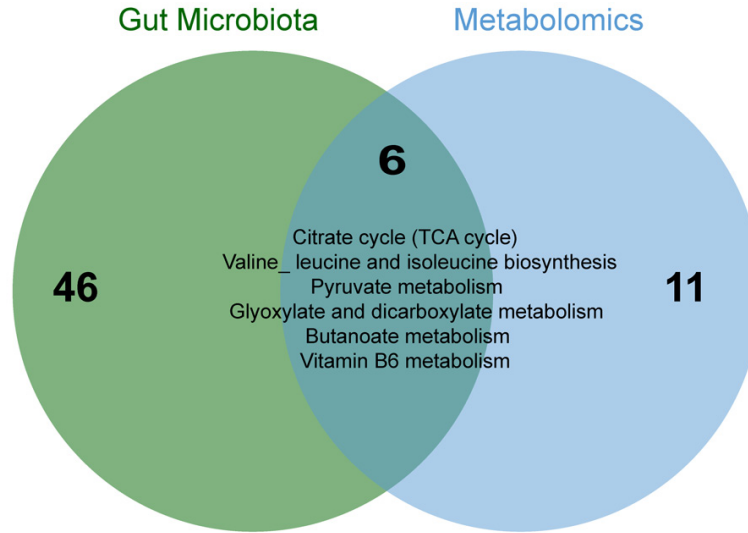 Gut Microbiota
Metabolomics
6
Citrate cycle (TCA cycle)
Valine_ leucine and isoleucine biosynthesis
46
Pyruvate metabolism
11
Glyoxylate and dicarboxylate metabolism
Butanoate metabolism
Vitamin B6 metabolism